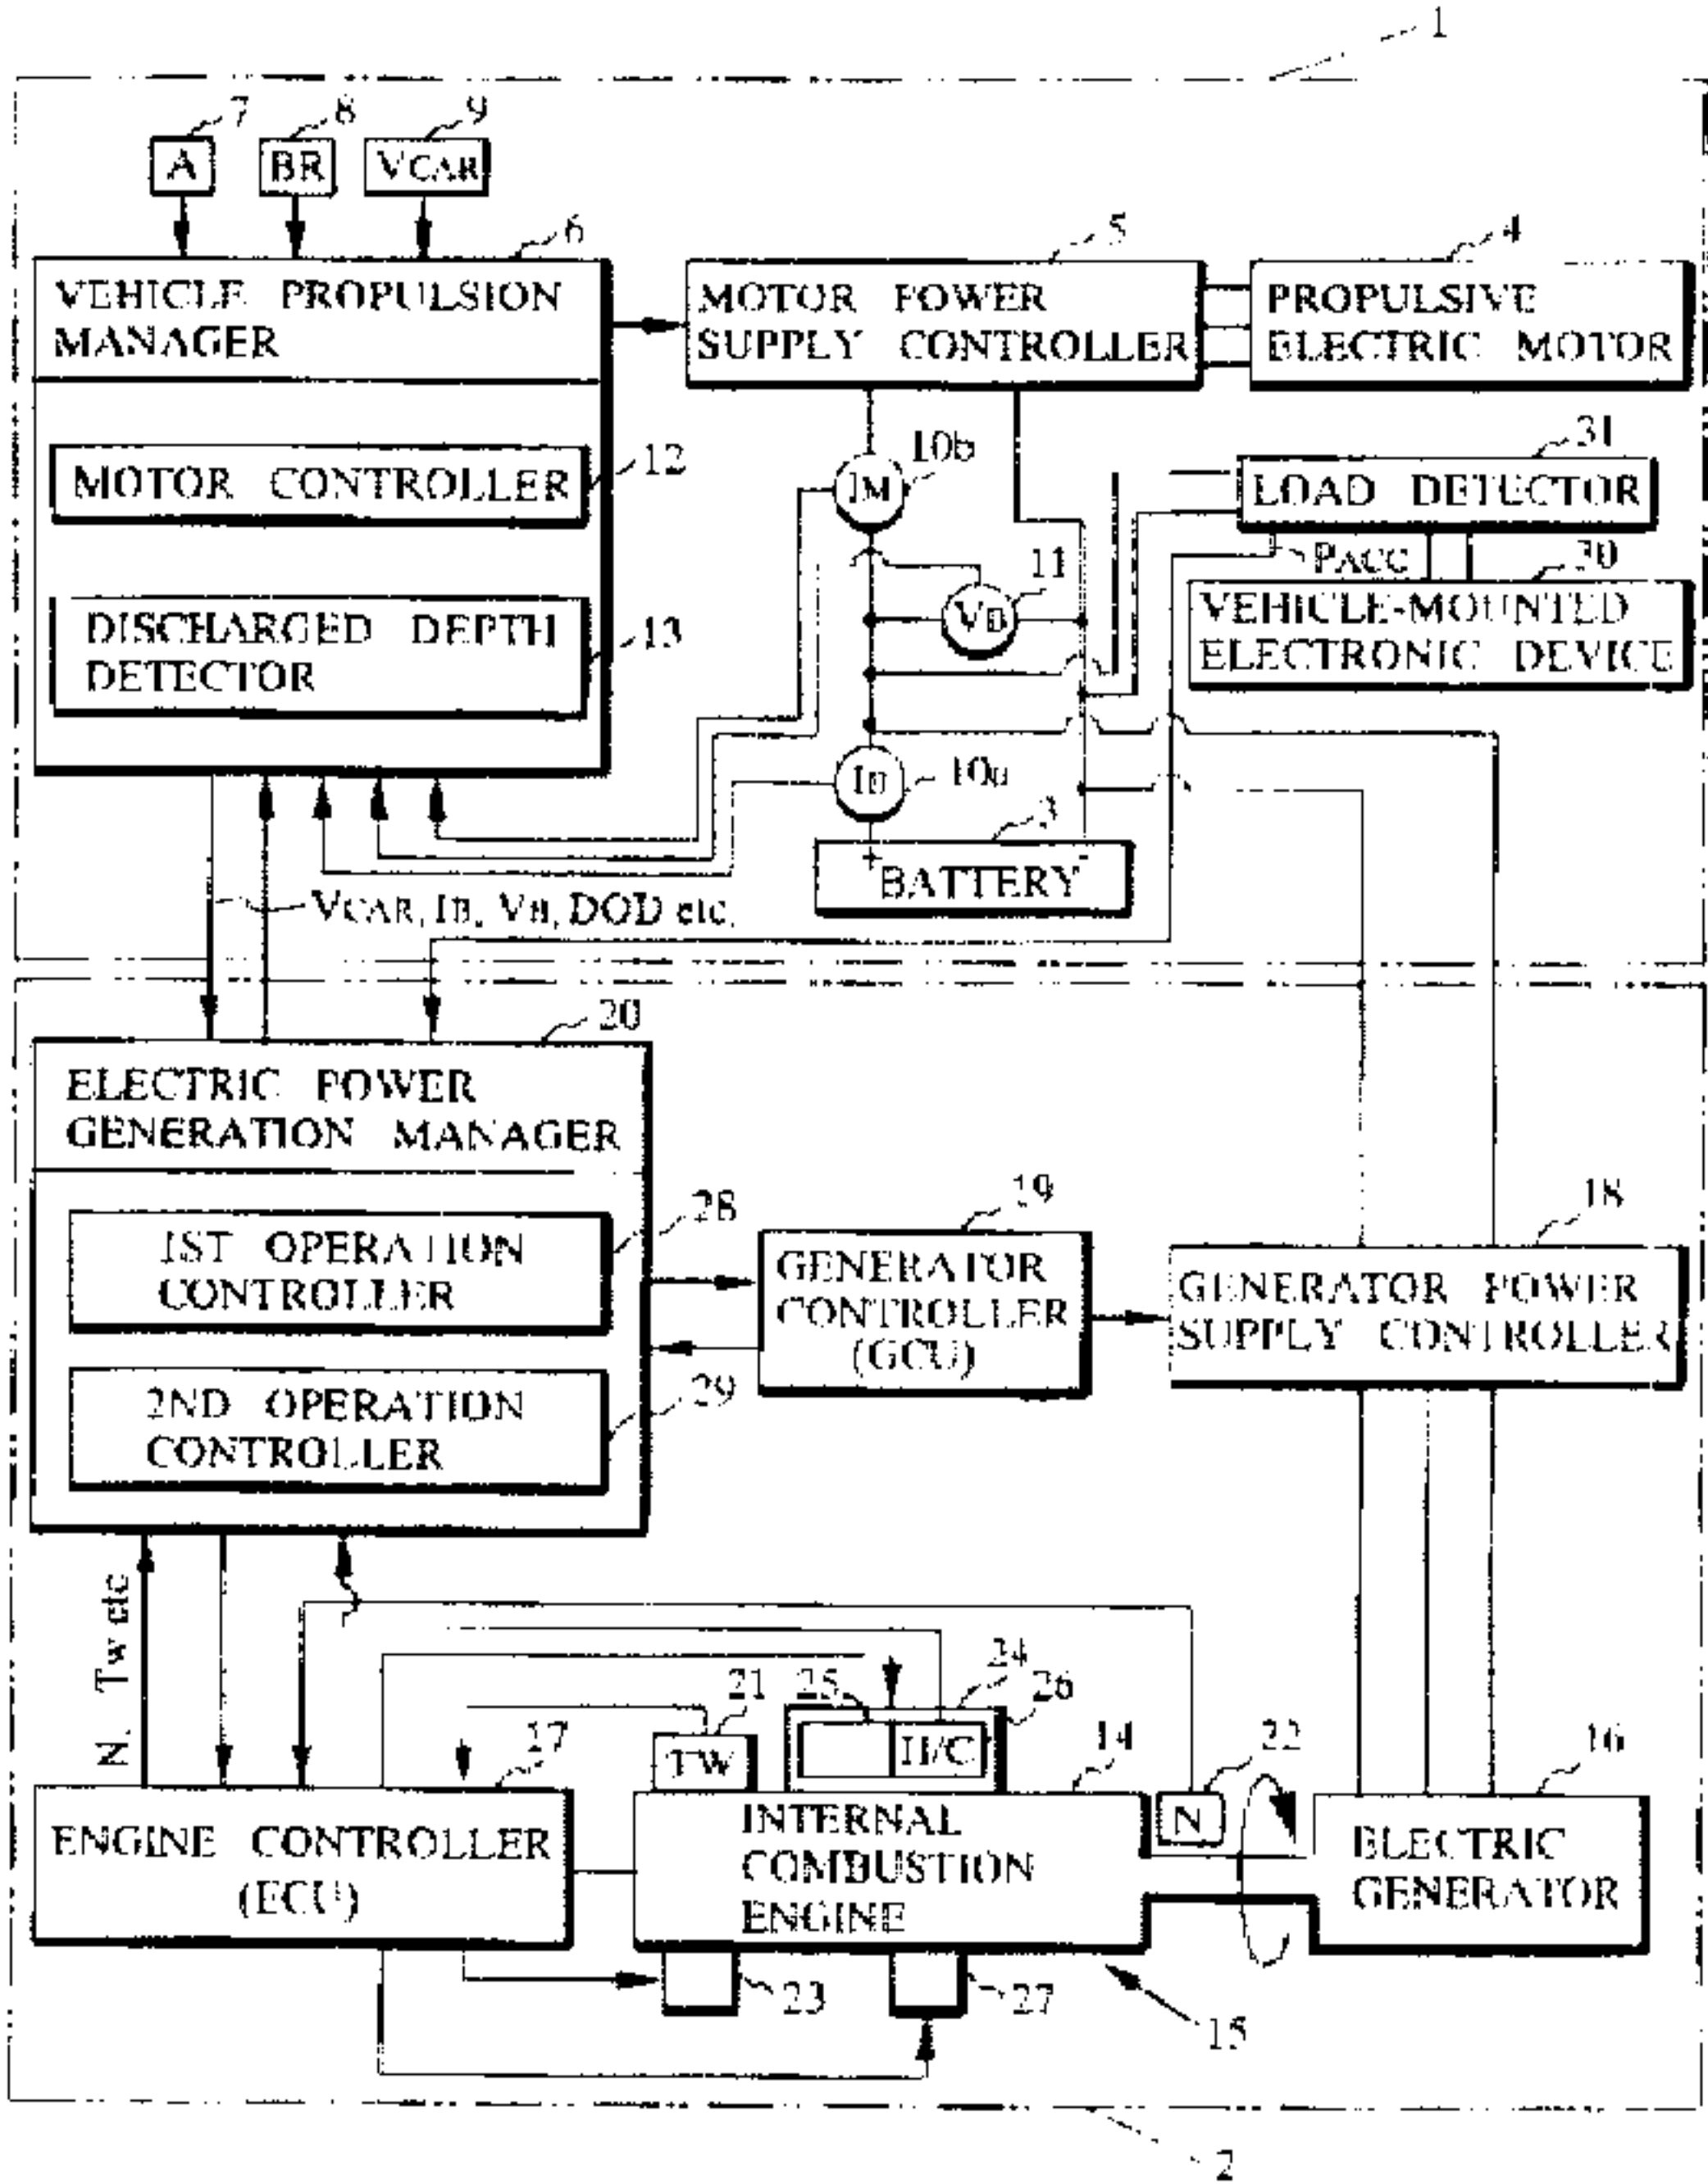 1
7 8 9
A BR VCAR
6 5 4
VEHICLE PROPULSION
MANAGER
MOTOR POWER
SUPPLY CONTROLLER
PROPULSIVE
ELECTRIC MOTOR
MOTOR CONTROLLER
12
DISCHARGED DEPTH
DETECTOR
13
10b
IM
11
VB
IB
10a
3
+ -
BATTERY
31
LOAD DETECTOR
PACC
30
VEHICLE-MOUNTED
ELECTRONIC DEVICE
VCAR, IB, VB, DOD etc.
20
ELECTRIC POWER
GENERATION MANAGER
1ST OPERATION
CONTROLLER
28
2ND OPERATION
CONTROLLER
29
19
GENERATOR
CONTROLLER
(GCU)
18
GENERATOR POWER
SUPPLY CONTROLLER
N. Tw etc
17
ENGINE CONTROLLER
(ECU)
21
TW
25 24
26
H/C
14
INTERNAL
COMBUSTION
ENGINE
22
N
16
ELECTRIC
GENERATOR
23
27
15
2